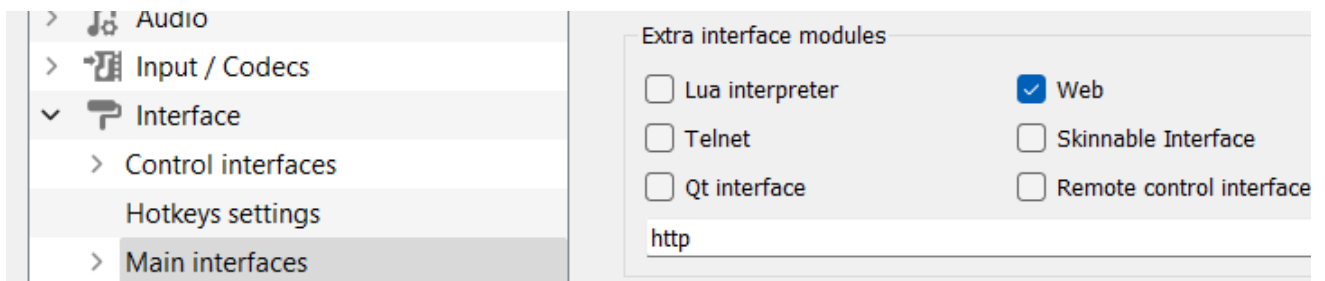 Audio
Input / Codecs
Interface
Control interfaces
Hotkeys settings
Main interfaces
Extra interface modules
Lua interpreter
Web
Telnet
Skinnable Interface
Qt interface
Remote control interface
http